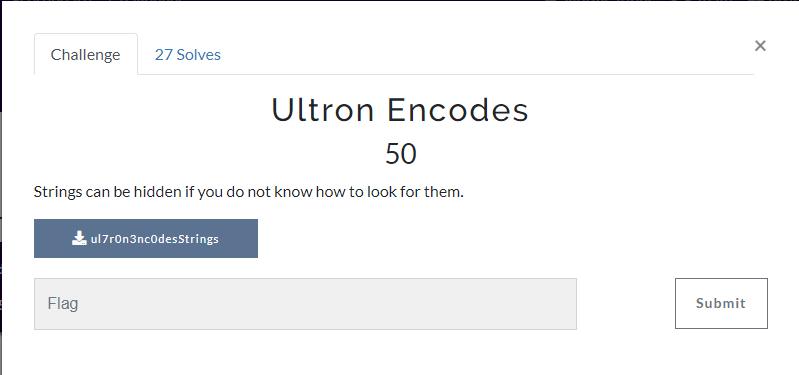 Challenge
27 Solves
×
Ultron Encodes
50
Strings can be hidden if you do not know how to look for them.
ul7r0n3nc0desStrings
Flag
Submit